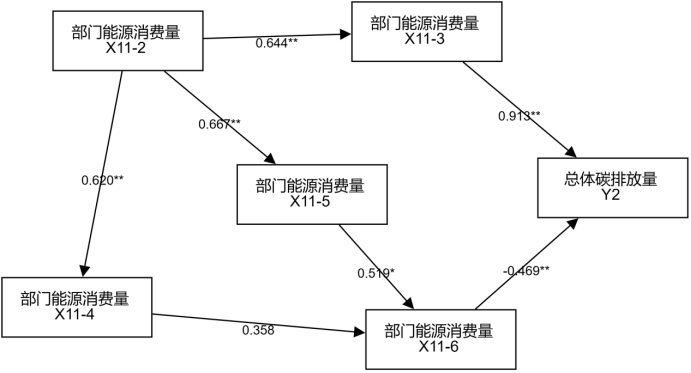 部门能源消费量
X11-2
部门能源消费量
X11-3
0.644**
0.913**
0.667**
0.620**
部门能源消费量
X11-5
总体碳排放量
Y2
0.519*
-0.469**
部门能源消费量
X11-4
0.358
部门能源消费量
X11-6